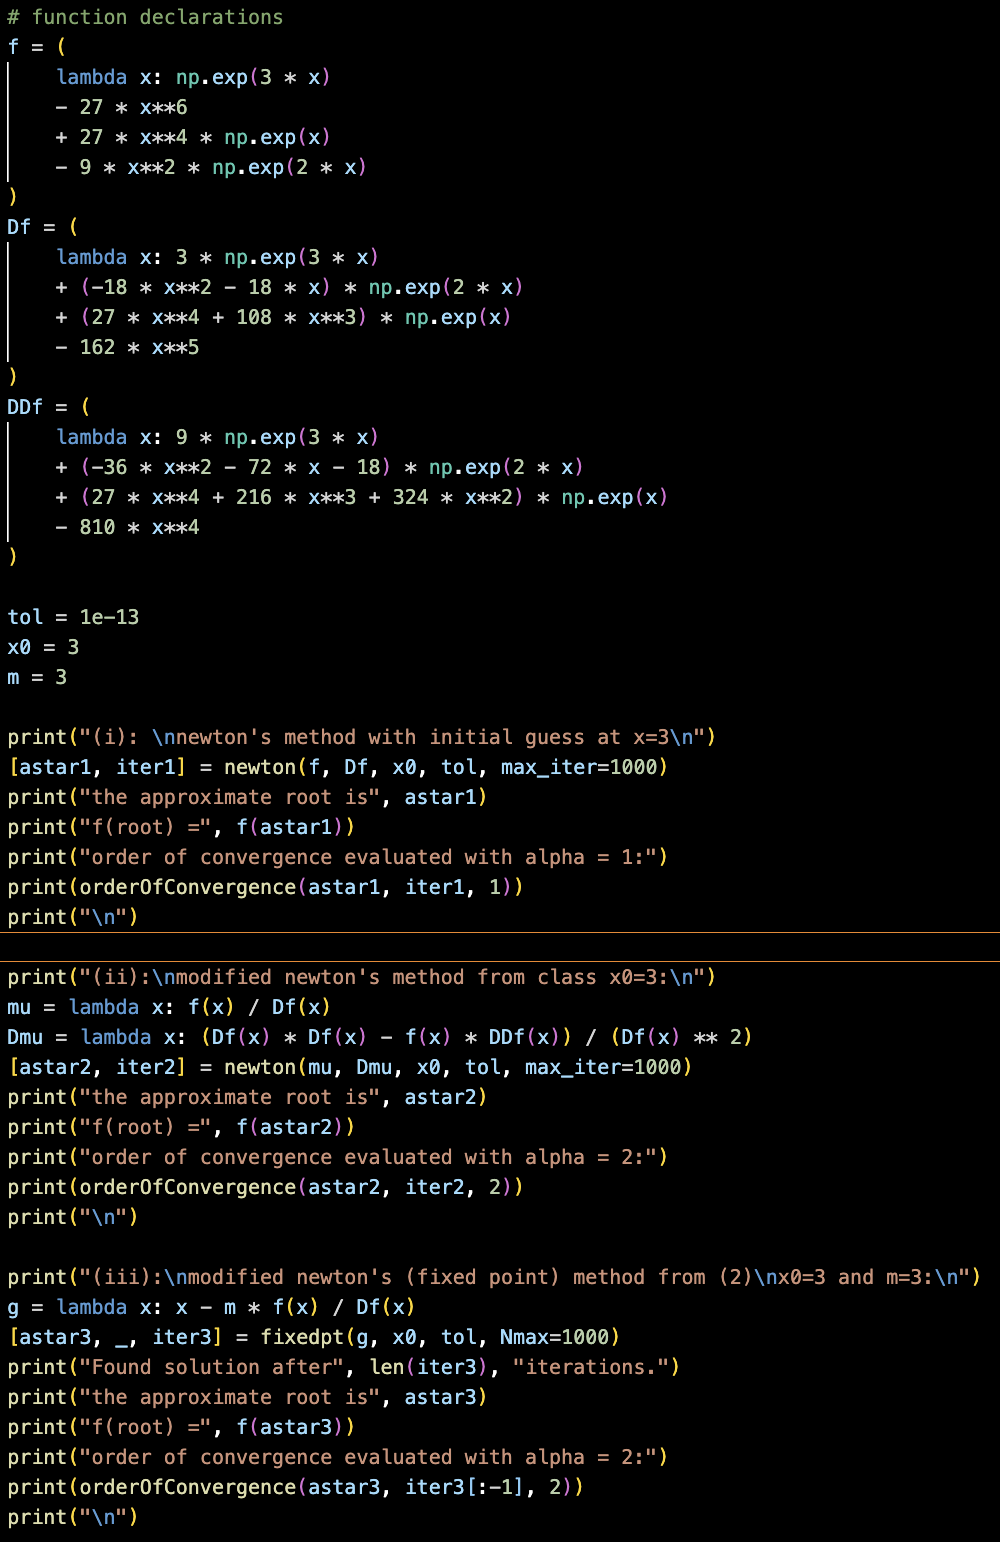 # function declarations
f = (
    lambda x: np.exp(3 * x)
    - 27 * x**6
    + 27 * x**4 * np.exp(x)
    - 9 * x**2 * np.exp(2 * x)
)
Df = (
    lambda x: 3 * np.exp(3 * x)
    + (-18 * x**2 - 18 * x) * np.exp(2 * x)
    + (27 * x**4 + 108 * x**3) * np.exp(x)
    - 162 * x**5
)
DDf = (
    lambda x: 9 * np.exp(3 * x)
    + (-36 * x**2 - 72 * x - 18) * np.exp(2 * x)
    + (27 * x**4 + 216 * x**3 + 324 * x**2) * np.exp(x)
    - 810 * x**4
)

tol = 1e-13
x0 = 3
m = 3

print("(i): \nnewton's method with initial guess at x=3\n")
[astar1, iter1] = newton(f, Df, x0, tol, max_iter=1000)
print("the approximate root is", astar1)
print("f(root) =", f(astar1))
print("order of convergence evaluated with alpha = 1:")
print(orderOfConvergence(astar1, iter1, 1))
print("\n")

print("(ii):\nmodified newton's method from class x0=3:\n")
mu = lambda x: f(x) / Df(x)
Dmu = lambda x: (Df(x) * Df(x) - f(x) * DDf(x)) / (Df(x) ** 2)
[astar2, iter2] = newton(mu, Dmu, x0, tol, max_iter=1000)
print("the approximate root is", astar2)
print("f(root) =", f(astar2))
print("order of convergence evaluated with alpha = 2:")
print(orderOfConvergence(astar2, iter2, 2))
print("\n")

print("(iii):\nmodified newton's (fixed point) method from (2)\nx0=3 and m=3:\n")
g = lambda x: x - m * f(x) / Df(x)
[astar3, _, iter3] = fixedpt(g, x0, tol, Nmax=1000)
print("Found solution after", len(iter3), "iterations.")
print("the approximate root is", astar3)
print("f(root) =", f(astar3))
print("order of convergence evaluated with alpha = 2:")
print(orderOfConvergence(astar3, iter3[:-1], 2))
print("\n")